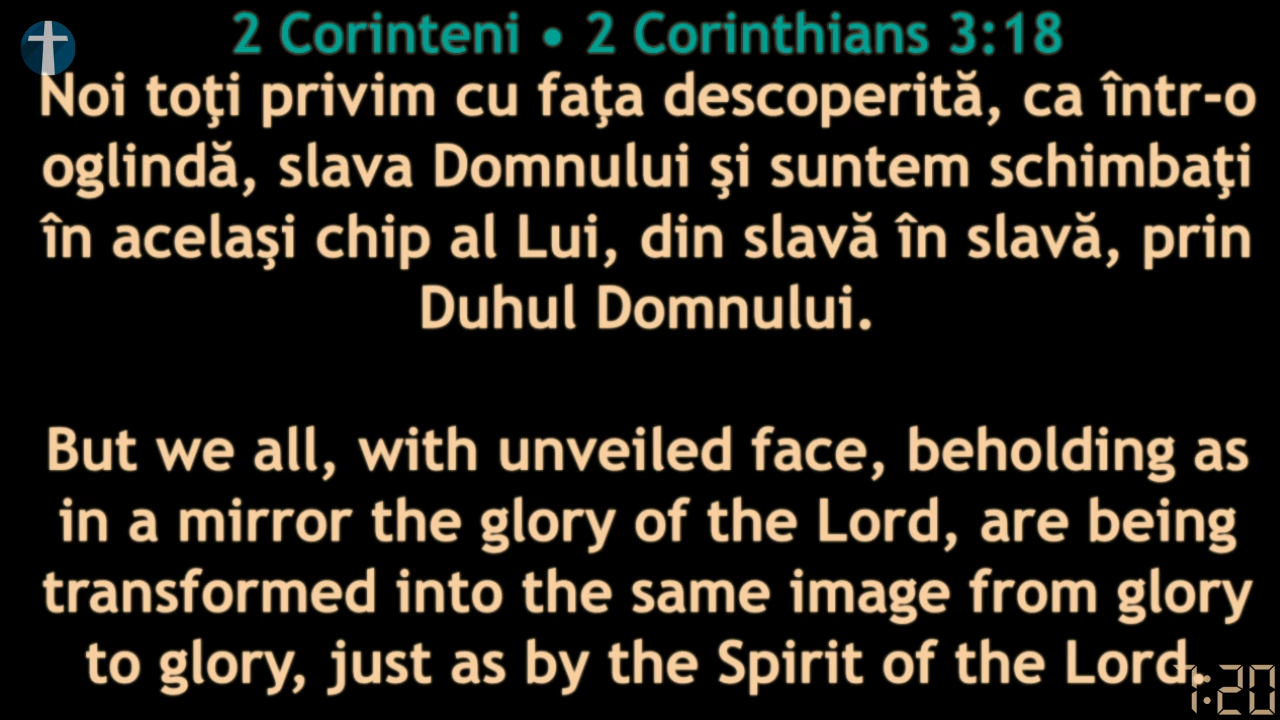 2 Corinteni • 2 Corinthians 3:18
Noi toţi privim cu faţa descoperită, ca într-o
oglindă, slava Domnului şi suntem schimbaţi
în acelaşi chip al Lui, din slavă în slavă, prin
Duhul Domnului.
But we all, with unveiled face, beholding as
in a mirror the glory of the Lord, are being
transformed into the same image from glory
to glory, just as by the Spirit of the Lord.
1:20